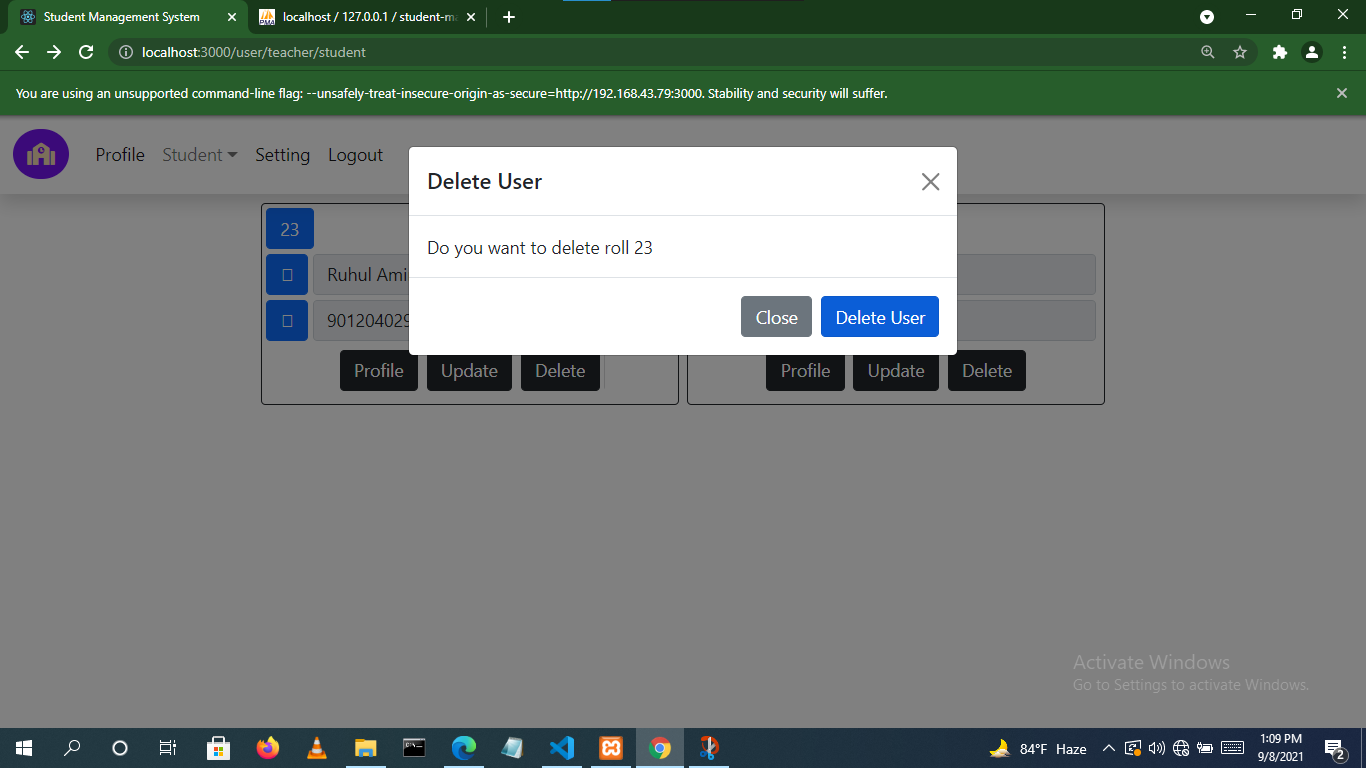 Student Management System
localhost / 127.0.0.1 / student-ma
localhost:3000/user/teacher/student
You are using an unsupported command-line flag: --unsafely-treat-insecure-origin-as-secure=http://192.168.43.79:3000. Stability and security will suffer.
Profile Student Setting Logout
Delete User
Do you want to delete roll 23
Close Delete User
23
Ruhul Ami
901204029
Profile Update Delete
Profile Update Delete
Activate Windows
Go to Settings to activate Windows.
84°F Haze
1:09 PM
9/8/2021
2